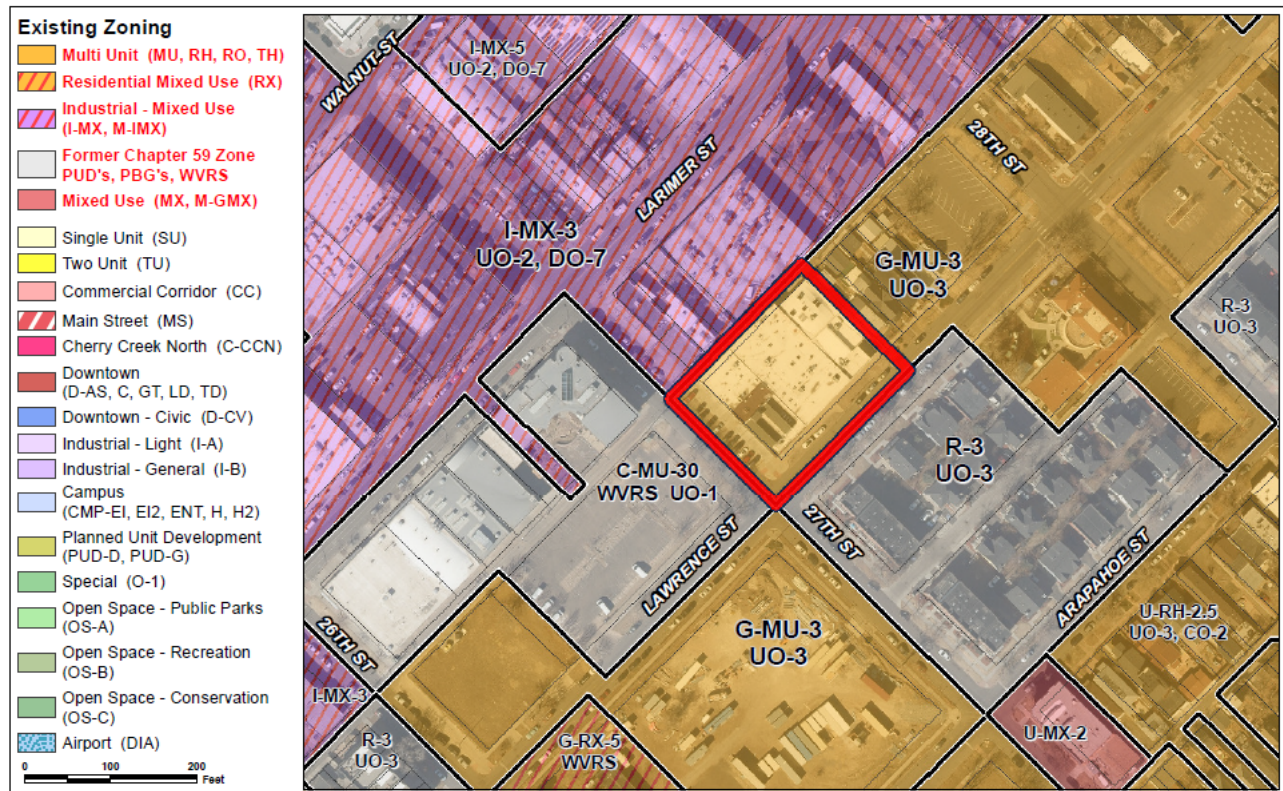 Existing Zoning
Multi Unit (MU, RH, RO, TH)
Residential Mixed Use (RX)
Industrial - Mixed Use
(I-MX, M-IMX)
Former Chapter 59 Zone
PUD's, PBG's, WVRS
Mixed Use (MX, M-GMX)
Single Unit (SU)
Two Unit (TU)
Commercial Corridor (CC)
Main Street (MS)
Cherry Creek North (C-CCN)
Downtown
(D-AS, C, GT, LD, TD)
Downtown - Civic (D-CV)
Industrial - Light (I-A)
Industrial - General (I-B)
Campus
(CMP-EI, EI2, ENT, H, H2)
Planned Unit Development
(PUD-D, PUD-G)
Special (O-1)
Open Space - Public Parks
(OS-A)
Open Space - Recreation
(OS-B)
Open Space - Conservation
(OS-C)
Airport (DIA)
0 100 200
Feet
WALNUT ST
I-MX-5
UO-2, DO-7
LARIMER ST
28TH ST
I-MX-3
UO-2, DO-7
G-MU-3
UO-3
R-3
UO-3
C-MU-30
WVRS UO-1
R-3
UO-3
LAWRENCE ST
27TH ST
ARAPAHOE ST
U-RH-2.5
UO-3, CO-2
26TH ST
G-MU-3
UO-3
I-MX-3
R-3
UO-3
G-RX-5
WVRS
U-MX-2